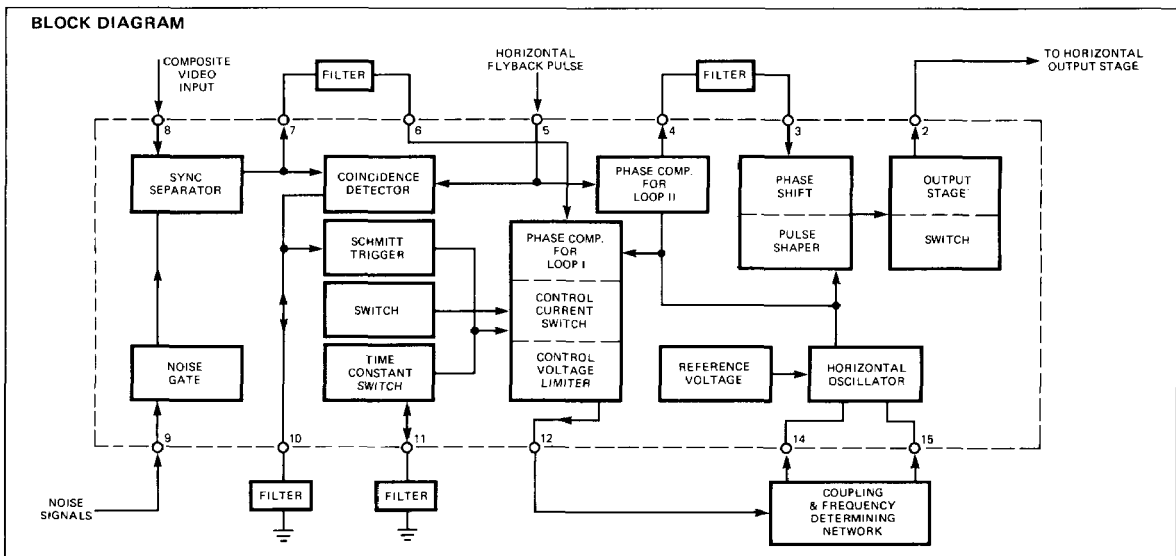 BLOCK DIAGRAM
COMPOSITE
VIDEO
INPUT
FILTER
HORIZONTAL
FLYBACK PULSE
FILTER
TO HORIZONTAL
OUTPUT STAGE
8
7
6
5
4
3
2
SYNC
SEPARATOR
COINCIDENCE
DETECTOR
PHASE COMP.
FOR
LOOP II
PHASE
SHIFT
PULSE
SHAPER
OUTPUT
STAGE
SWITCH
SCHMITT
TRIGGER
PHASE COMP.
FOR
LOOP I
CONTROL
CURRENT
SWITCH
CONTROL
VOLTAGE
LIMITER
SWITCH
NOISE
GATE
TIME
CONSTANT
SWITCH
REFERENCE
VOLTAGE
HORIZONTAL
OSCILLATOR
9
10
11
12
14
15
NOISE
SIGNALS
FILTER
FILTER
COUPLING
& FREQUENCY
DETERMINING
NETWORK